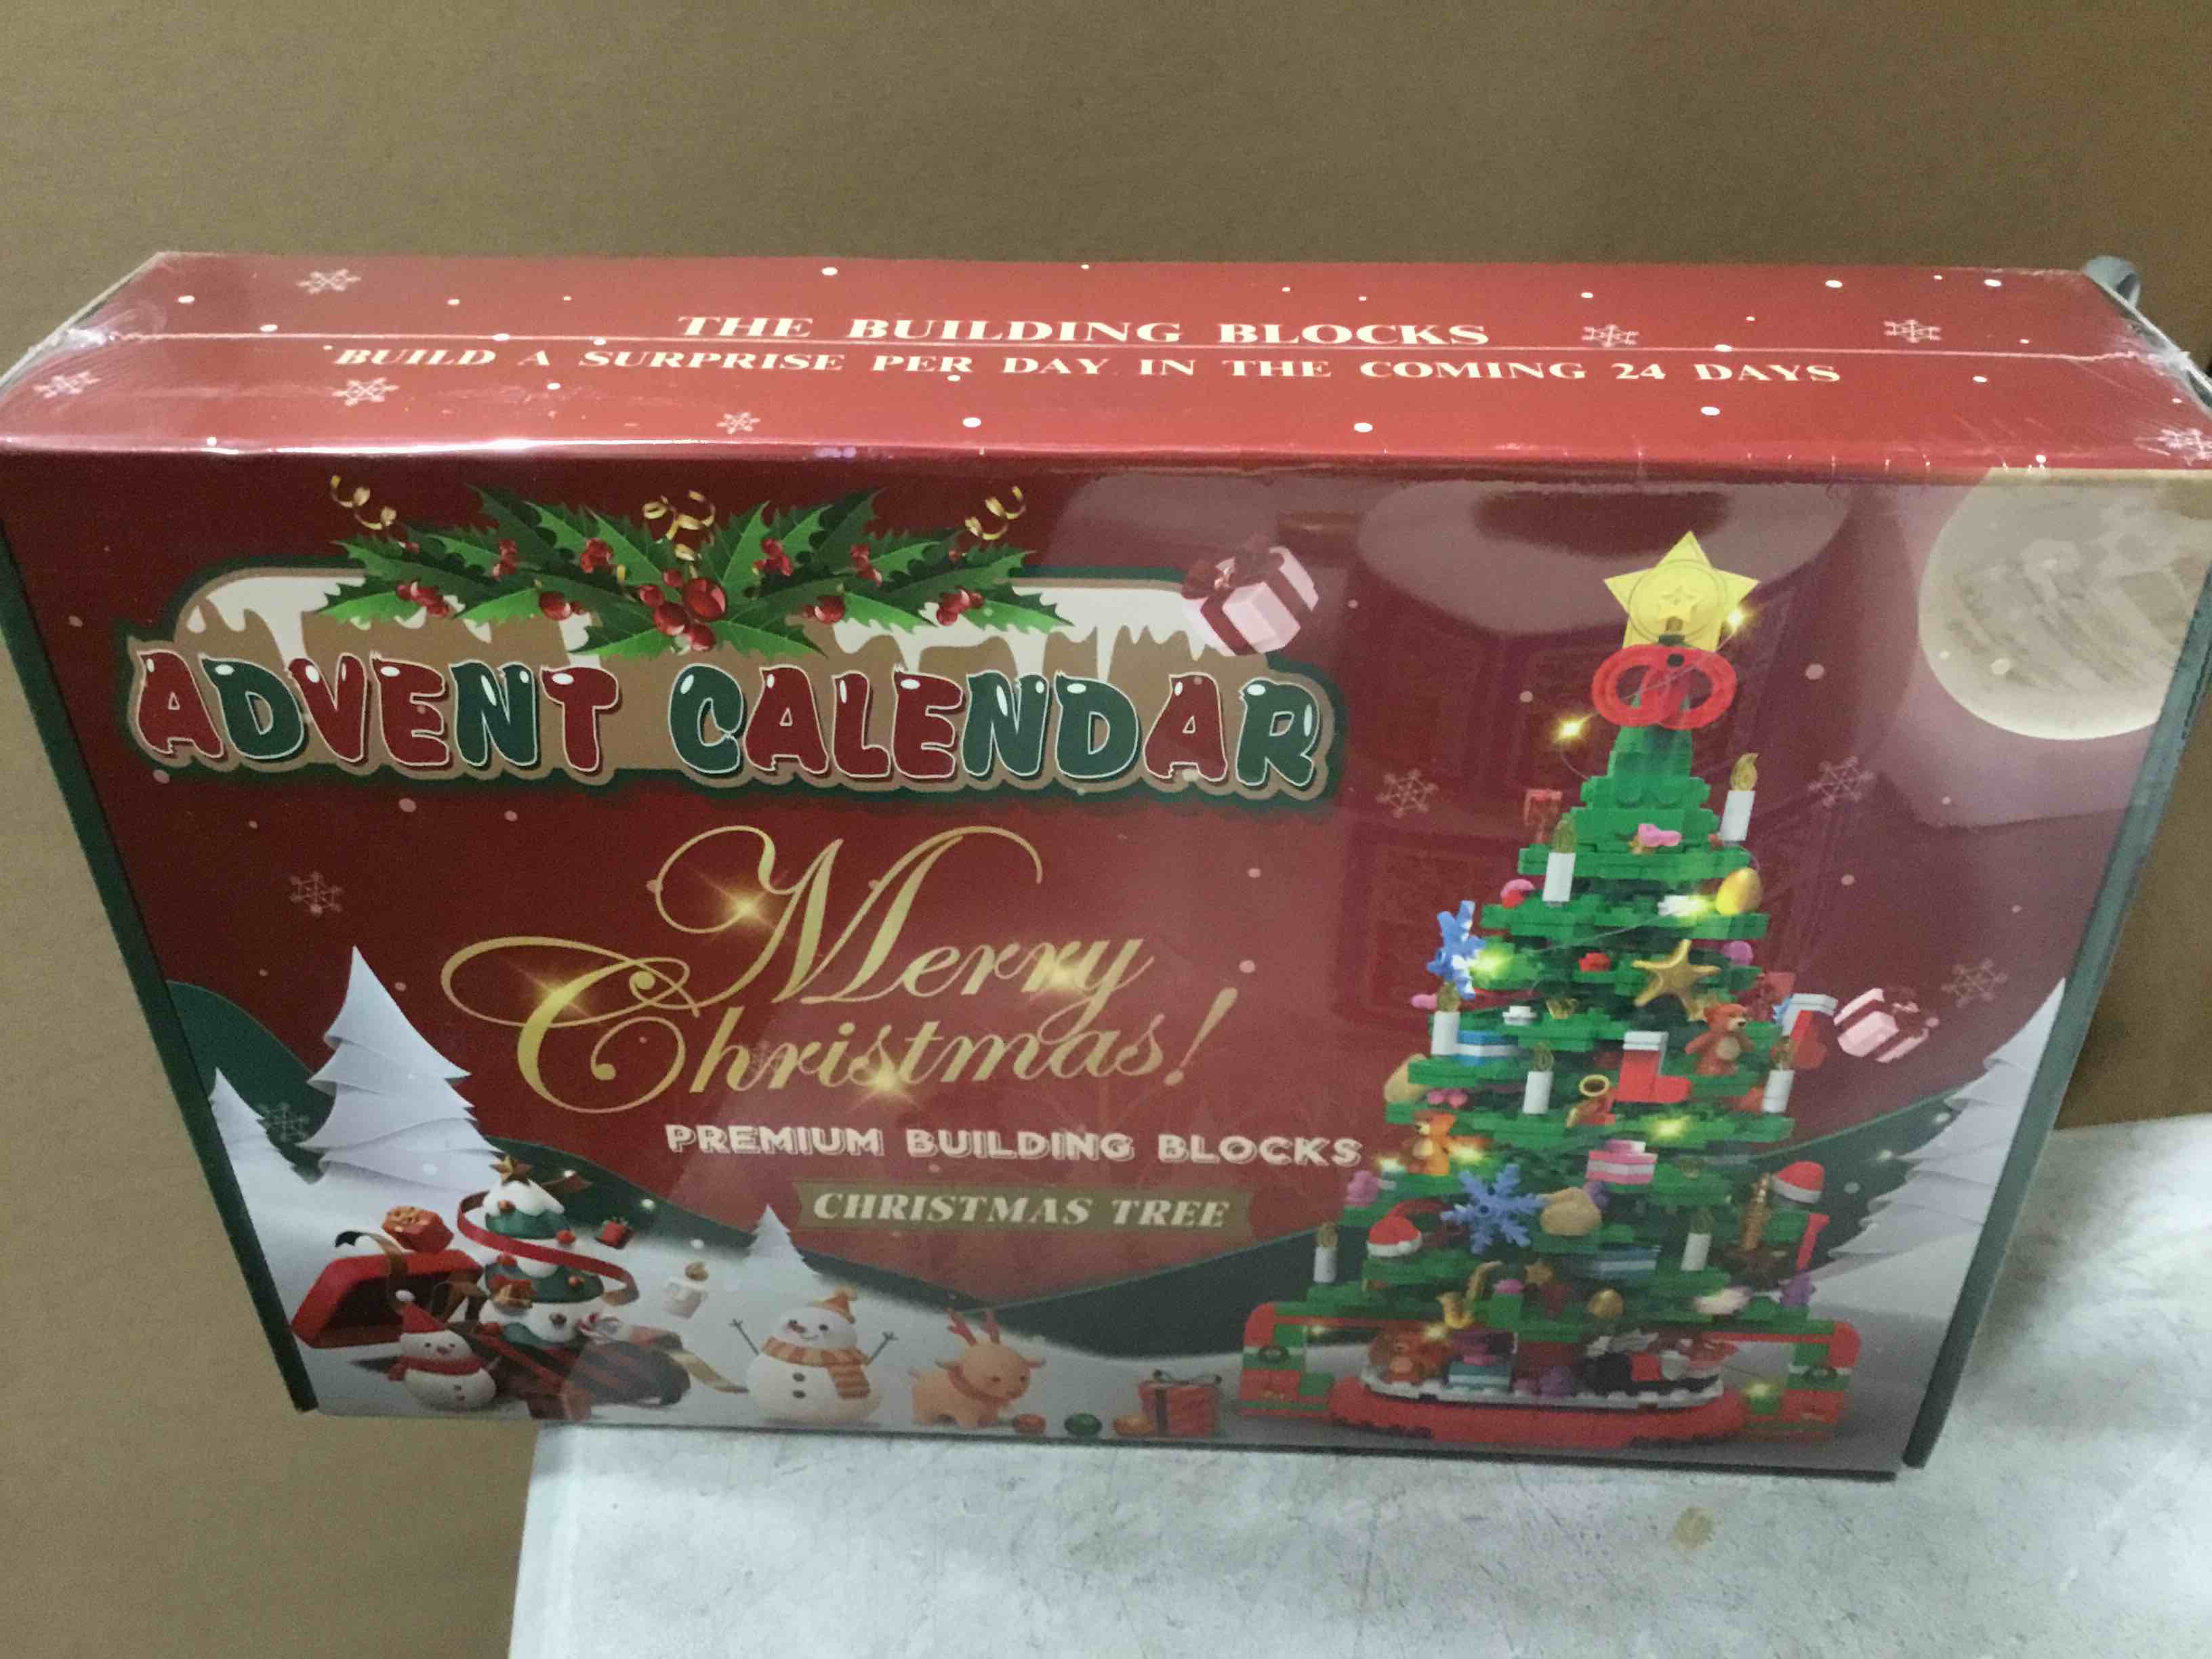 THE BUILDING BLOCKS
BUILD A SURPRISE PER DAY IN THE COMING 24 DAYS
ADVENT CALENDAR
Merry
Christmas!
PREMIUM BUILDING BLOCKS
CHRISTMAS TREE